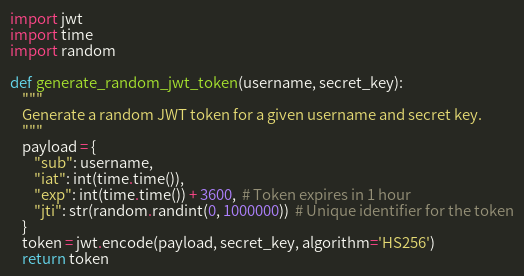 import jwt
import time
import random

def generate_random_jwt_token(username, secret_key):
    """
    Generate a random JWT token for a given username and secret key.
    """
    payload = {
        "sub": username,
        "iat": int(time.time()),
        "exp": int(time.time()) + 3600,  # Token expires in 1 hour
        "jti": str(random.randint(0, 1000000))  # Unique identifier for the token
    }
    token = jwt.encode(payload, secret_key, algorithm='HS256')
    return token